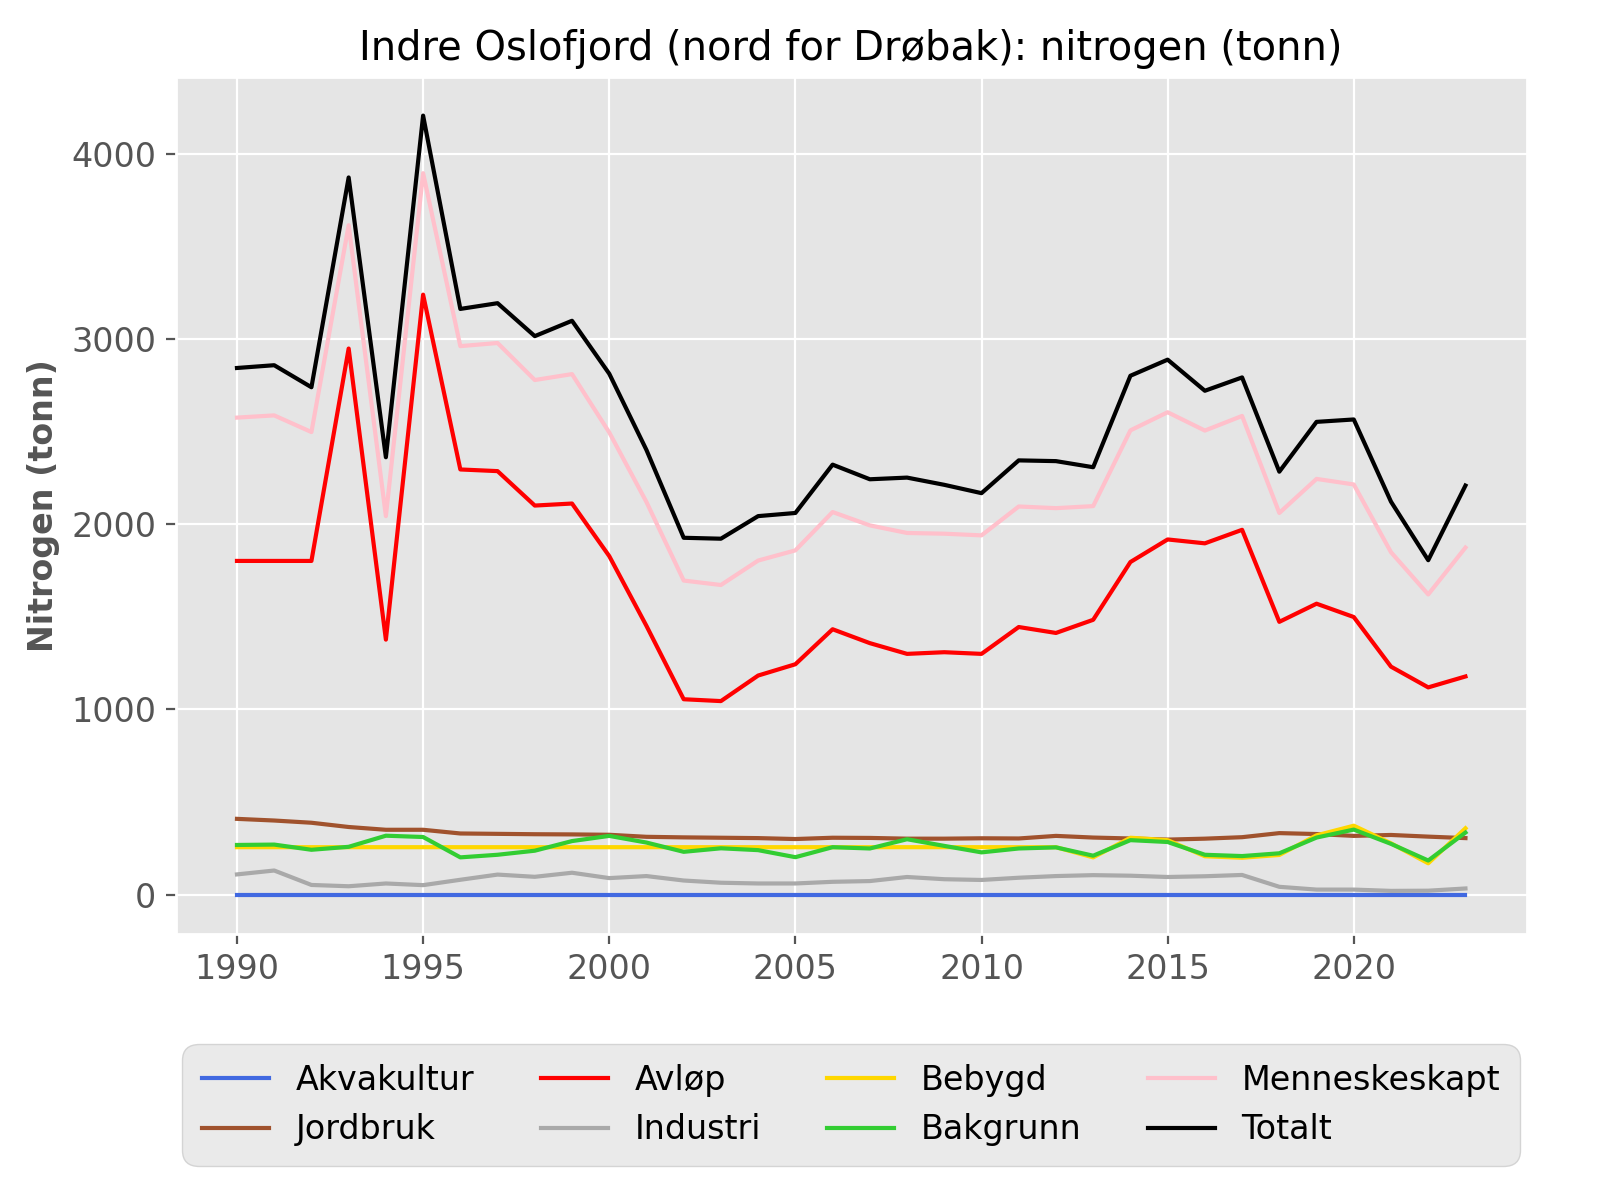 Indre Oslofjord (nord for Drøbak): nitrogen (tonn)
Nitrogen (tonn)
4000
3000
2000
1000
0
1990 1995 2000 2005 2010 2015 2020
Akvakultur Avløp Bebygd Menneskeskapt
Jordbruk Industri Bakgrunn Totalt